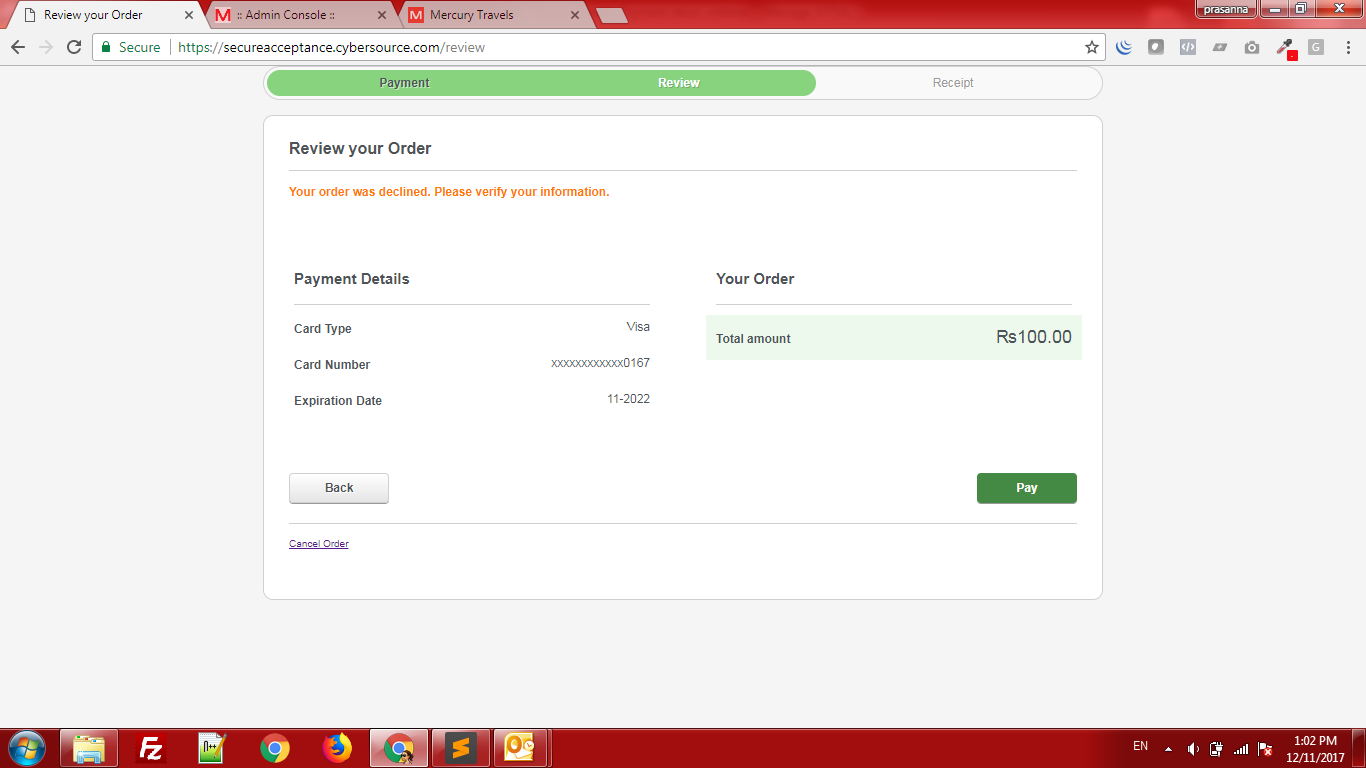 Review your Order
:: Admin Console ::
Mercury Travels
prasanna
Secure
https://secureacceptance.cybersource.com/review
Payment
Review
Receipt
Review your Order
Your order was declined. Please verify your information.
Payment Details
Card Type Visa
Card Number xxxxxxxxxxxx0167
Expiration Date 11-2022
Your Order
Total amount Rs100.00
Back
Pay
Cancel Order
EN
1:02 PM
12/11/2017